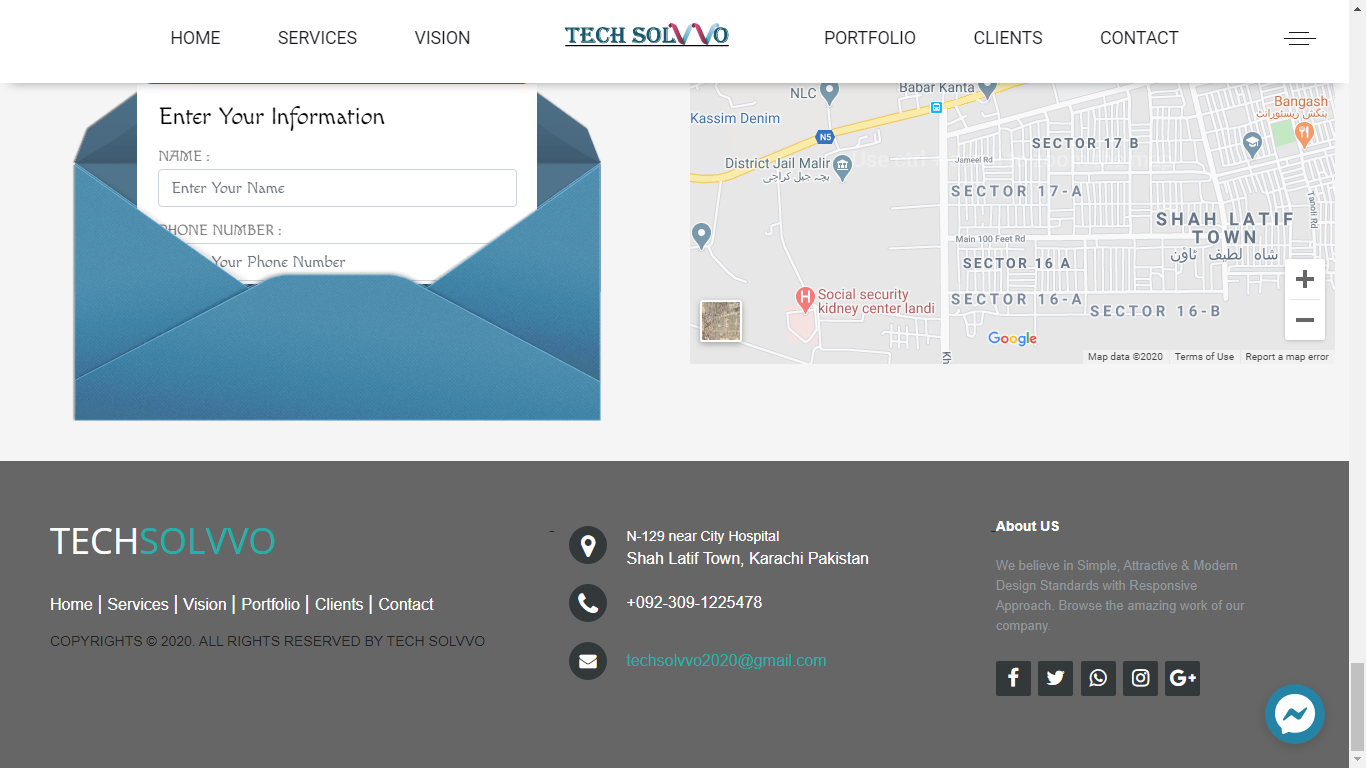 HOME
SERVICES
VISION
TECH SOLVVO
PORTFOLIO
CLIENTS
CONTACT
Enter Your Information
NAME :
Enter Your Name
PHONE NUMBER :
Your Phone Number
NLC
Babar Kanta
Kassim Denim
N5
Bangash
بنگش ریسٹورانٹ
SECTOR 17 B
District Jail Malir
Use ctrl
Jameel Rd
SECTOR 17-A
Tanoli Rd
SHAH LATIF
TOWN
شاہ لطیف ٹاؤن
Main 100 Feet Rd
SECTOR 16 A
Social security
kidney center landi
SECTOR 16-A
SECTOR 16-B
Google
Kh
Map data ©2020
Terms of Use
Report a map error
TECHSOLVVO
Home | Services | Vision | Portfolio | Clients | Contact
COPYRIGHTS © 2020. ALL RIGHTS RESERVED BY TECH SOLVVO
N-129 near City Hospital
Shah Latif Town, Karachi Pakistan
+092-309-1225478
techsolvvo2020@gmail.com
About US
We believe in Simple, Attractive & Modern
Design Standards with Responsive
Approach. Browse the amazing work of our
company.